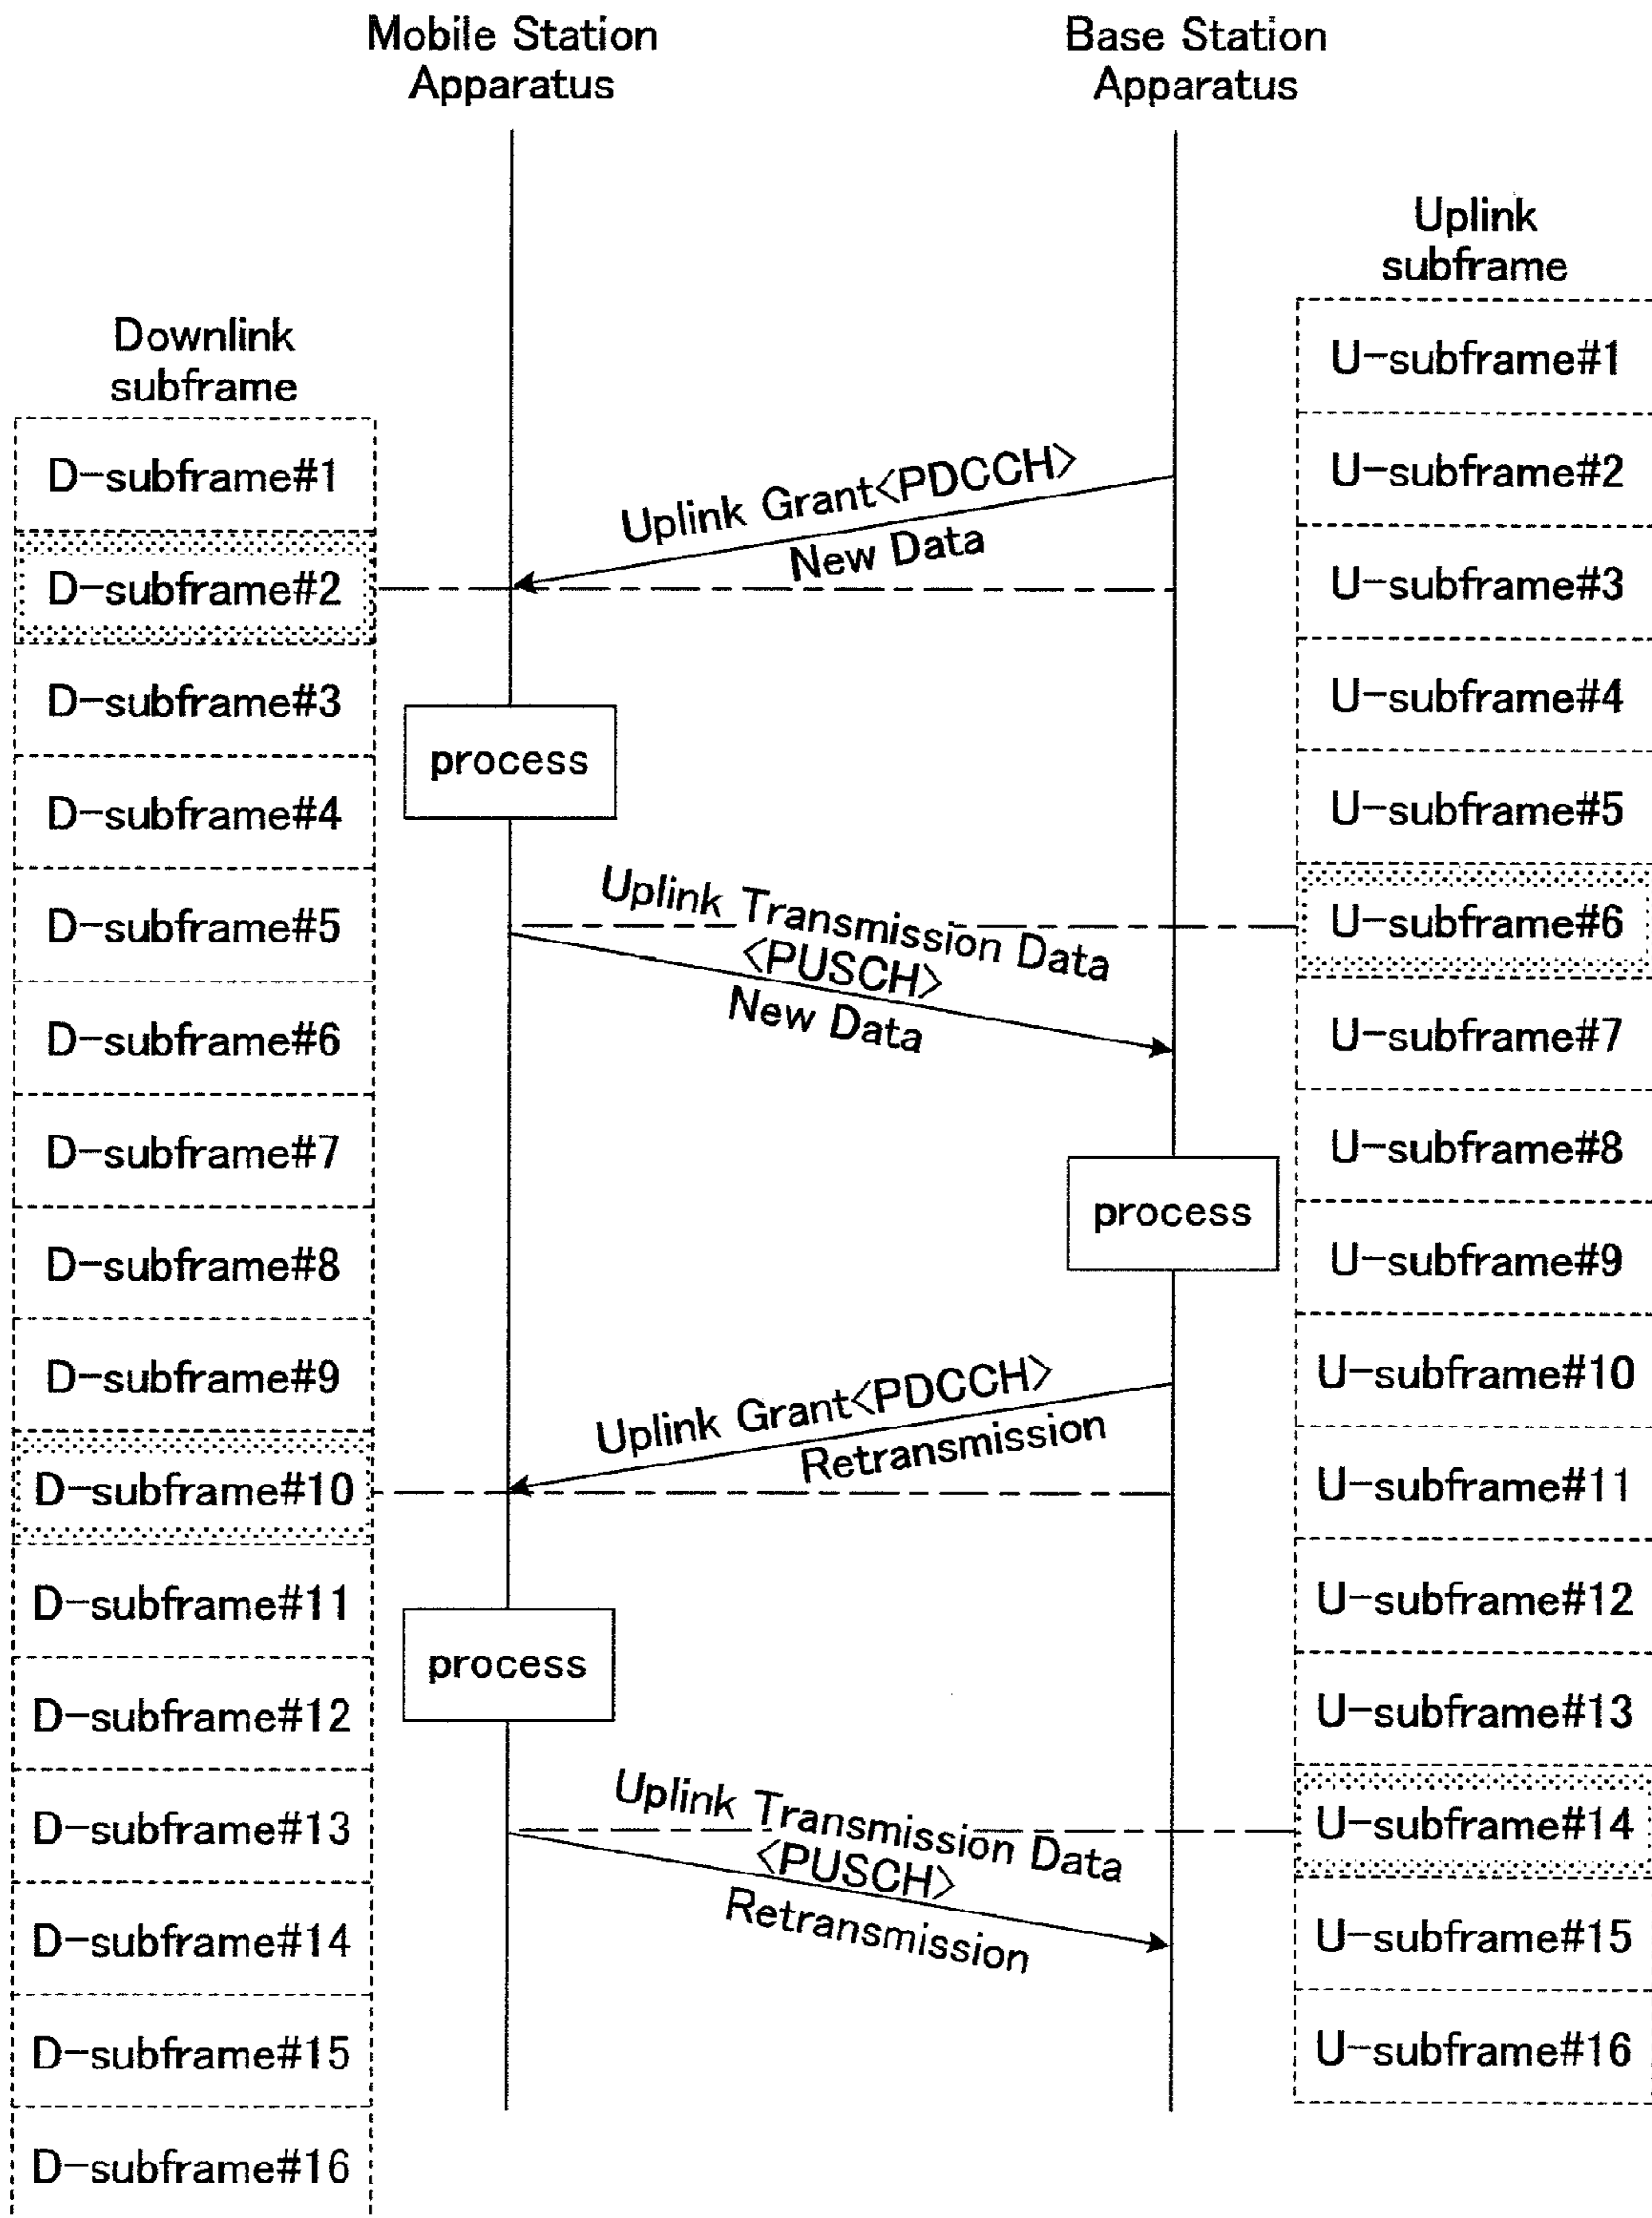 Mobile Station
Apparatus
Base Station
Apparatus
Downlink
subframe
D-subframe#1
D-subframe#2
D-subframe#3
D-subframe#4
D-subframe#5
D-subframe#6
D-subframe#7
D-subframe#8
D-subframe#9
D-subframe#10
D-subframe#11
D-subframe#12
D-subframe#13
D-subframe#14
D-subframe#15
D-subframe#16
Uplink Grant<PDCCH>
New Data
process
Uplink Transmission Data
<PUSCH>
New Data
process
Uplink Grant<PDCCH>
Retransmission
process
Uplink Transmission Data
<PUSCH>
Retransmission
Uplink
subframe
U-subframe#1
U-subframe#2
U-subframe#3
U-subframe#4
U-subframe#5
U-subframe#6
U-subframe#7
U-subframe#8
U-subframe#9
U-subframe#10
U-subframe#11
U-subframe#12
U-subframe#13
U-subframe#14
U-subframe#15
U-subframe#16